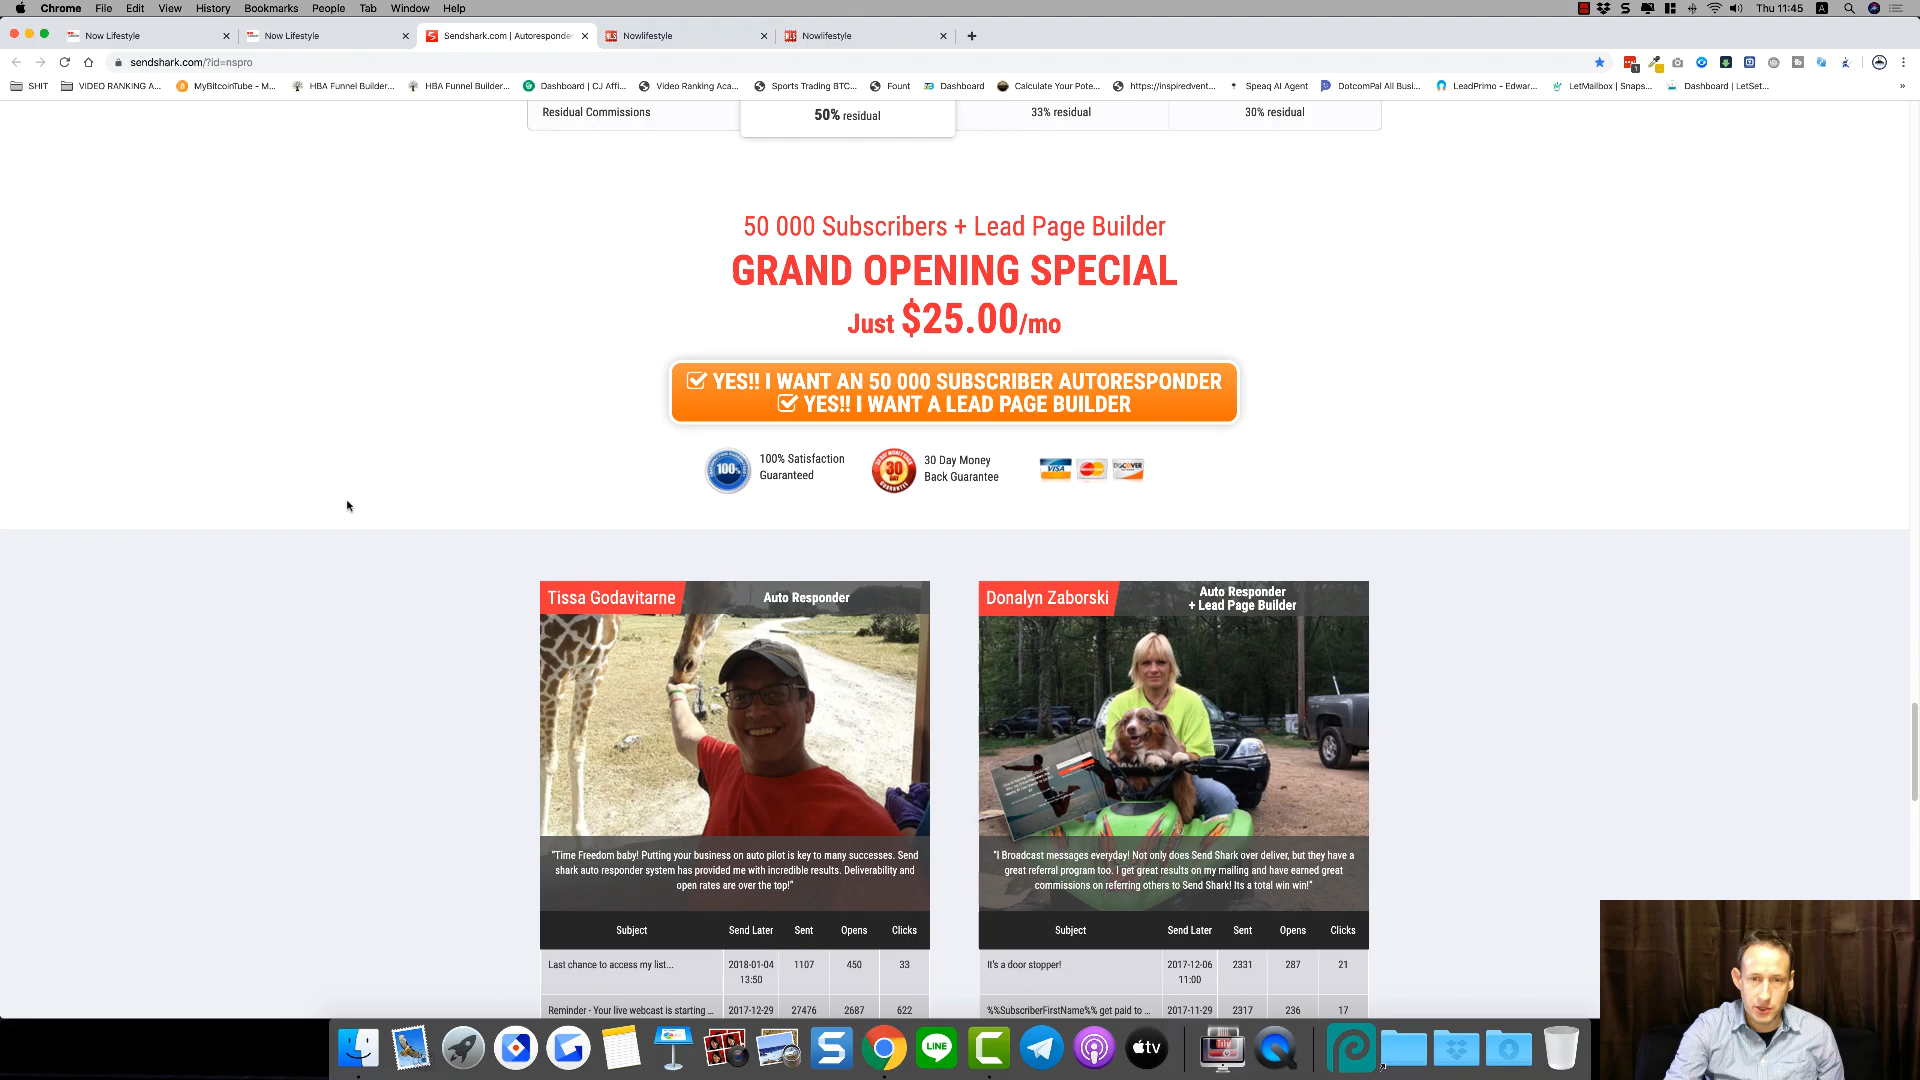 Chrome File Edit View History Bookmarks People Tab Window Help Thu 11:45
Now Lifestyle
Now Lifestyle
Sendshark.com | Autoresponder
Nowlifestyle
Nowlifestyle
sendshark.com/?id=nspro
SHIT
VIDEO RANKING A...
MyBitcoinTube - M...
HBA Funnel Builder...
HBA Funnel Builder...
Dashboard | CJ Affi...
Video Ranking Aca...
Sports Trading BTC...
Fount
Dashboard
Calculate Your Pote...
https://inspiredvent...
Speaq AI Agent
DotcomPal All Busi...
LeadPrimo - Edwar...
LetMailbox | Snaps...
Dashboard | LetSet...
Residual Commissions 50% residual 33% residual 30% residual
50 000 Subscribers + Lead Page Builder
GRAND OPENING SPECIAL
Just $25.00/mo
YES!! I WANT AN 50 000 SUBSCRIBER AUTORESPONDER
YES!! I WANT A LEAD PAGE BUILDER
100%
100% Satisfaction
Guaranteed
30
30 Day Money
Back Guarantee
VISA
DISCOVER
Tissa Godavitarne
Auto Responder
"Time Freedom baby! Putting your business on auto pilot is key to many successes. Send
shark auto responder system has provided me with incredible results. Deliverability and
open rates are over the top!"
Subject Send Later Sent Opens Clicks
Last chance to access my list... 2018-01-04 1107 450 33
13:50
Reminder - Your live webcast is starting ... 2017-12-29 27476 2687 622
Donalyn Zaborski
Auto Responder
+ Lead Page Builder
"I Broadcast messages everyday! Not only does Send Shark over deliver, but they have a
great referral program too. I get great results on my mailing and have earned great
commissions on referring others to Send Shark! Its a total win win!"
Subject Send Later Sent Opens Clicks
It's a door stopper! 2017-12-06 2331 287 21
11:00
%%SubscriberFirstName%% get paid to ... 2017-11-29 2317 236 13
LINE
tv